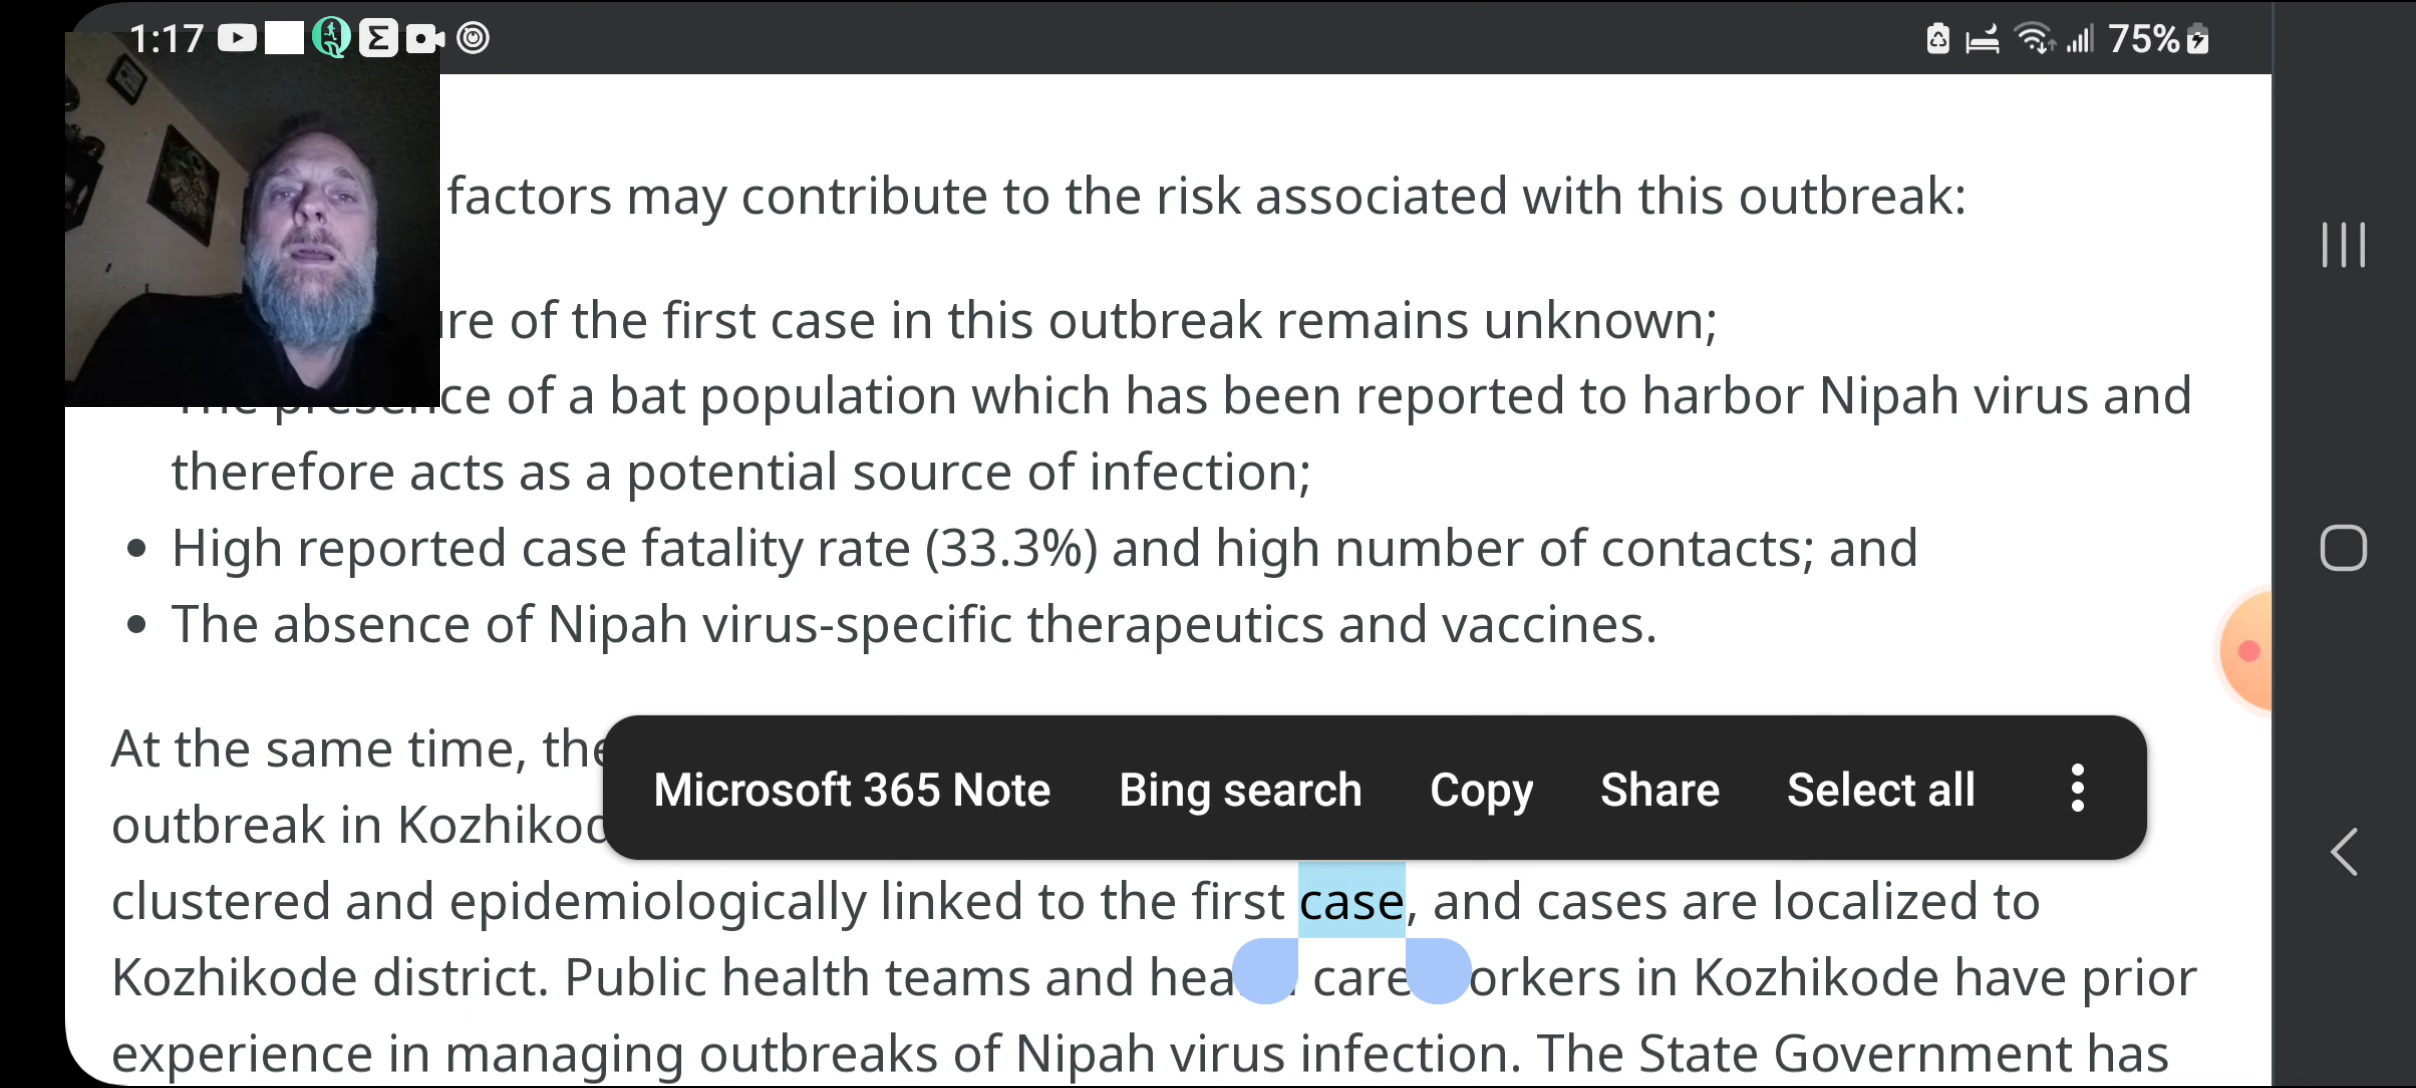 1:17
75%
factors may contribute to the risk associated with this outbreak:
of the first case in this outbreak remains unknown;
The presence of a bat population which has been reported to harbor Nipah virus and
therefore acts as a potential source of infection;
• High reported case fatality rate (33.3%) and high number of contacts; and
• The absence of Nipah virus-specific therapeutics and vaccines.
At the same time, the
Microsoft 365 Note Bing search Copy Share Select all
outbreak in
clustered and epidemiologically linked to the first case, and cases are localized to
Kozhikode district. Public health teams and care in Kozhikode have prior
experience in managing outbreaks of Nipah virus infection. The State Government has